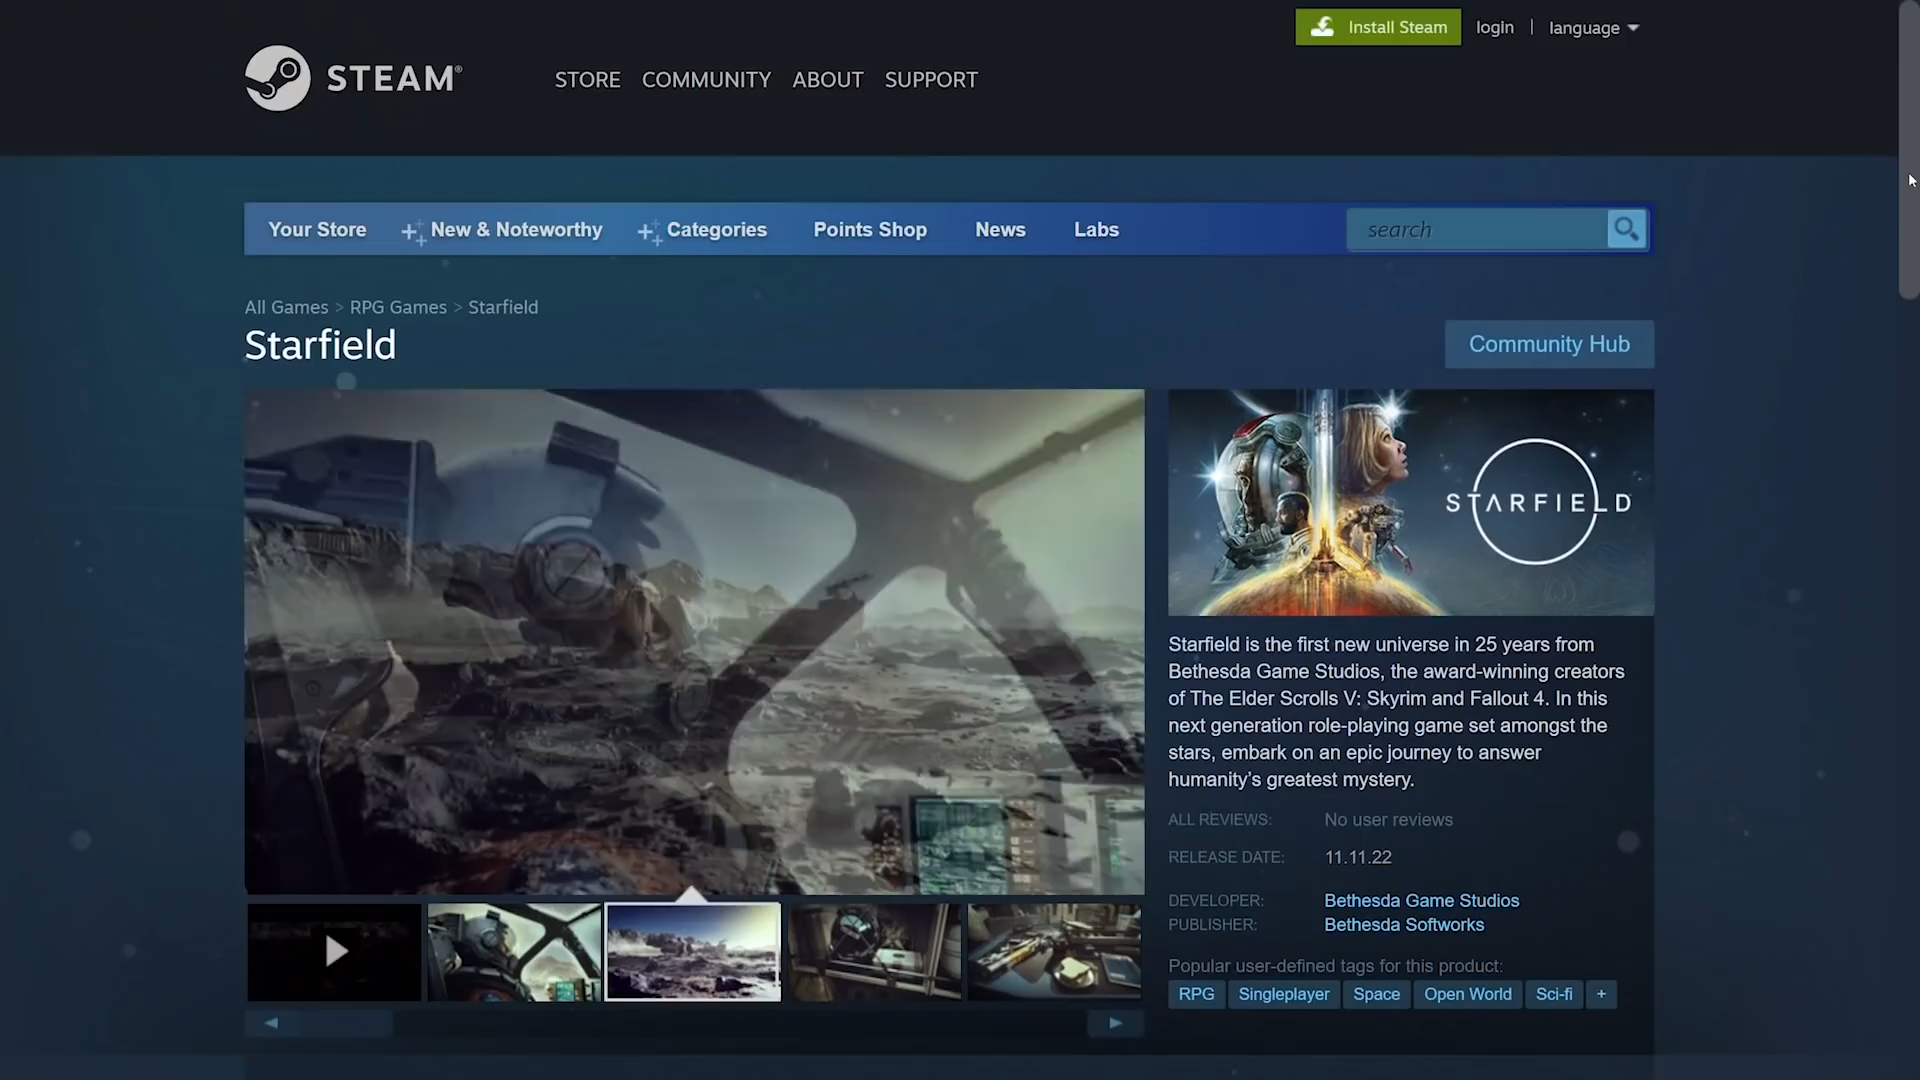 Install Steam
login
language
STEAM®
STORE
COMMUNITY
ABOUT
SUPPORT
Your Store
New & Noteworthy
Categories
Points Shop
News
Labs
search
All Games > RPG Games > Starfield
Starfield
Community Hub
STARFIELD
Starfield is the first new universe in 25 years from
Bethesda Game Studios, the award-winning creators
of The Elder Scrolls V: Skyrim and Fallout 4. In this
next generation role-playing game set amongst the
stars, embark on an epic journey to answer
humanity’s greatest mystery.
ALL REVIEWS: No user reviews
RELEASE DATE: 11.11.22
DEVELOPER: Bethesda Game Studios
PUBLISHER: Bethesda Softworks
Popular user-defined tags for this product:
RPG
Singleplayer
Space
Open World
Sci-fi
+